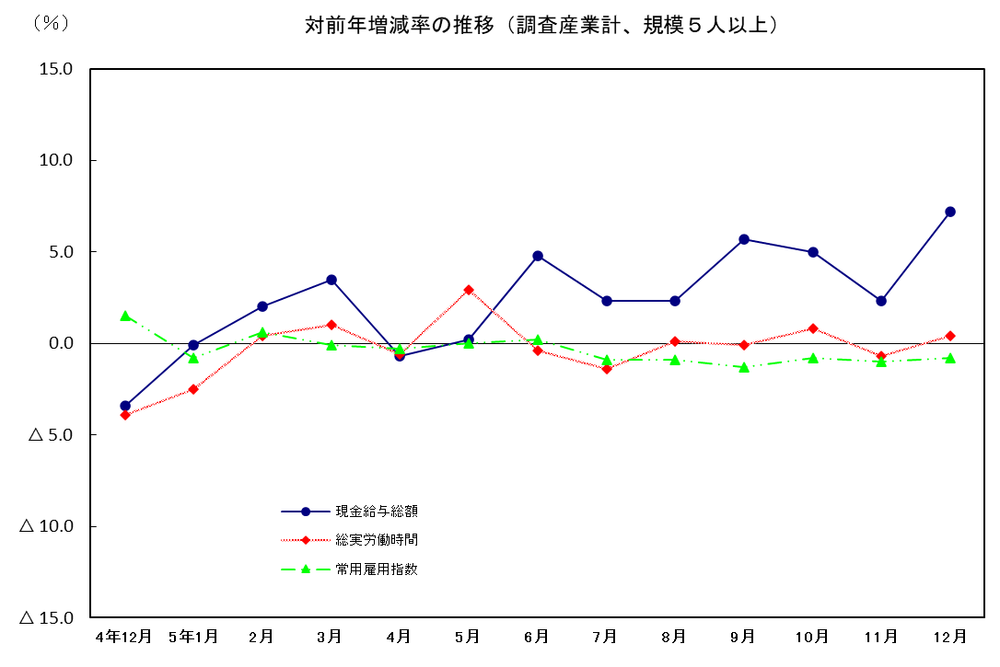 （％）
対前年増減率の推移（調査産業計、規模５人以上）
15.0
10.0
5.0
0.0
△ 5.0
△ 10.0
△ 15.0
現金給与総額
総実労働時間
常用雇用指数
4年12月 5年1月 2月 3月 4月 5月 6月 7月 8月 9月 10月 11月 12月